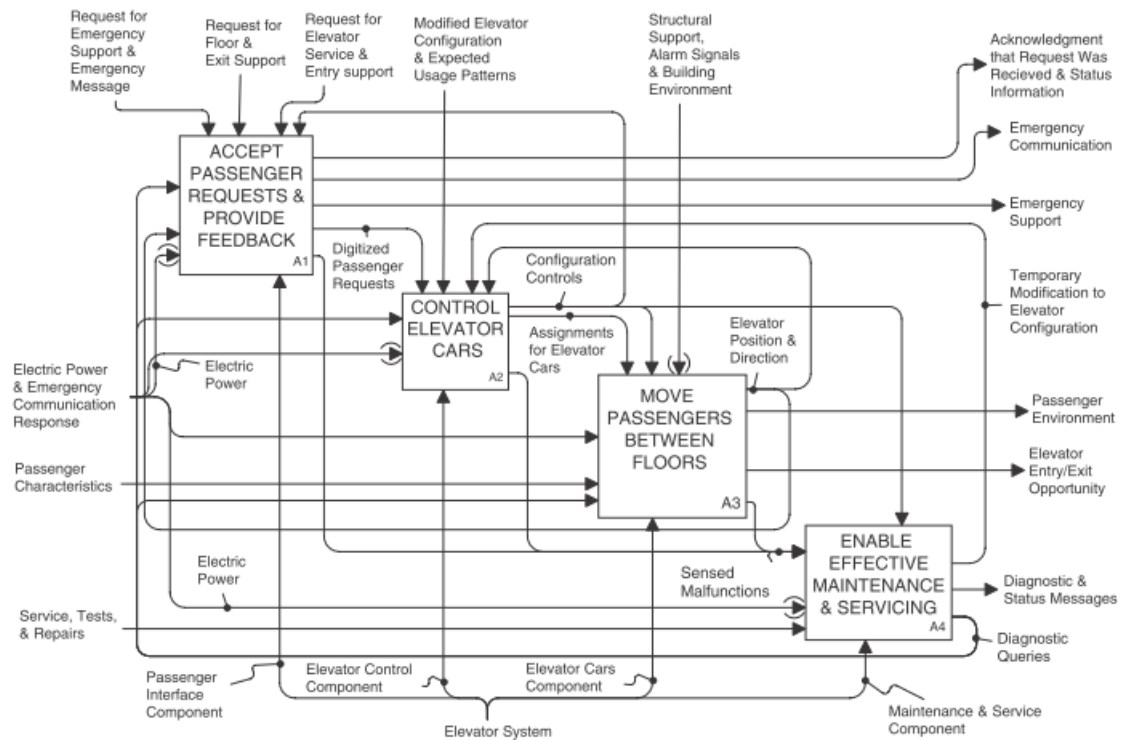 Request for
Emergency
Support &
Emergency
Message
Request for
Floor &
Exit Support
Request for
Elevator
Service &
Entry support
Modified Elevator
Configuration
& Expected
Usage Patterns
Structural
Support,
Alarm Signals
& Building
Environment
Acknowledgment
that Request Was
Recieved & Status
Information
Emergency
Communication
Emergency
Support
ACCEPT
PASSENGER
REQUESTS &
PROVIDE
FEEDBACK
A1
Digitized
Passenger
Requests
Configuration
Controls
Temporary
Modification to
Elevator
Configuration
CONTROL
ELEVATOR
CARS
A2
Assignments
for Elevator
Cars
Elevator
Position &
Direction
Electric Power
& Emergency
Communication
Response
Electric
Power
MOVE
PASSENGERS
BETWEEN
FLOORS
A3
Passenger
Environment
Elevator
Entry/Exit
Opportunity
Passenger
Characteristics
Electric
Power
Sensed
Malfunctions
ENABLE
EFFECTIVE
MAINTENANCE
& SERVICING
A4
Diagnostic &
Status Messages
Service, Tests,
& Repairs
Diagnostic
Queries
Passenger
Interface
Component
Elevator Control
Component
Elevator Cars
Component
Elevator System
Maintenance & Service
Component